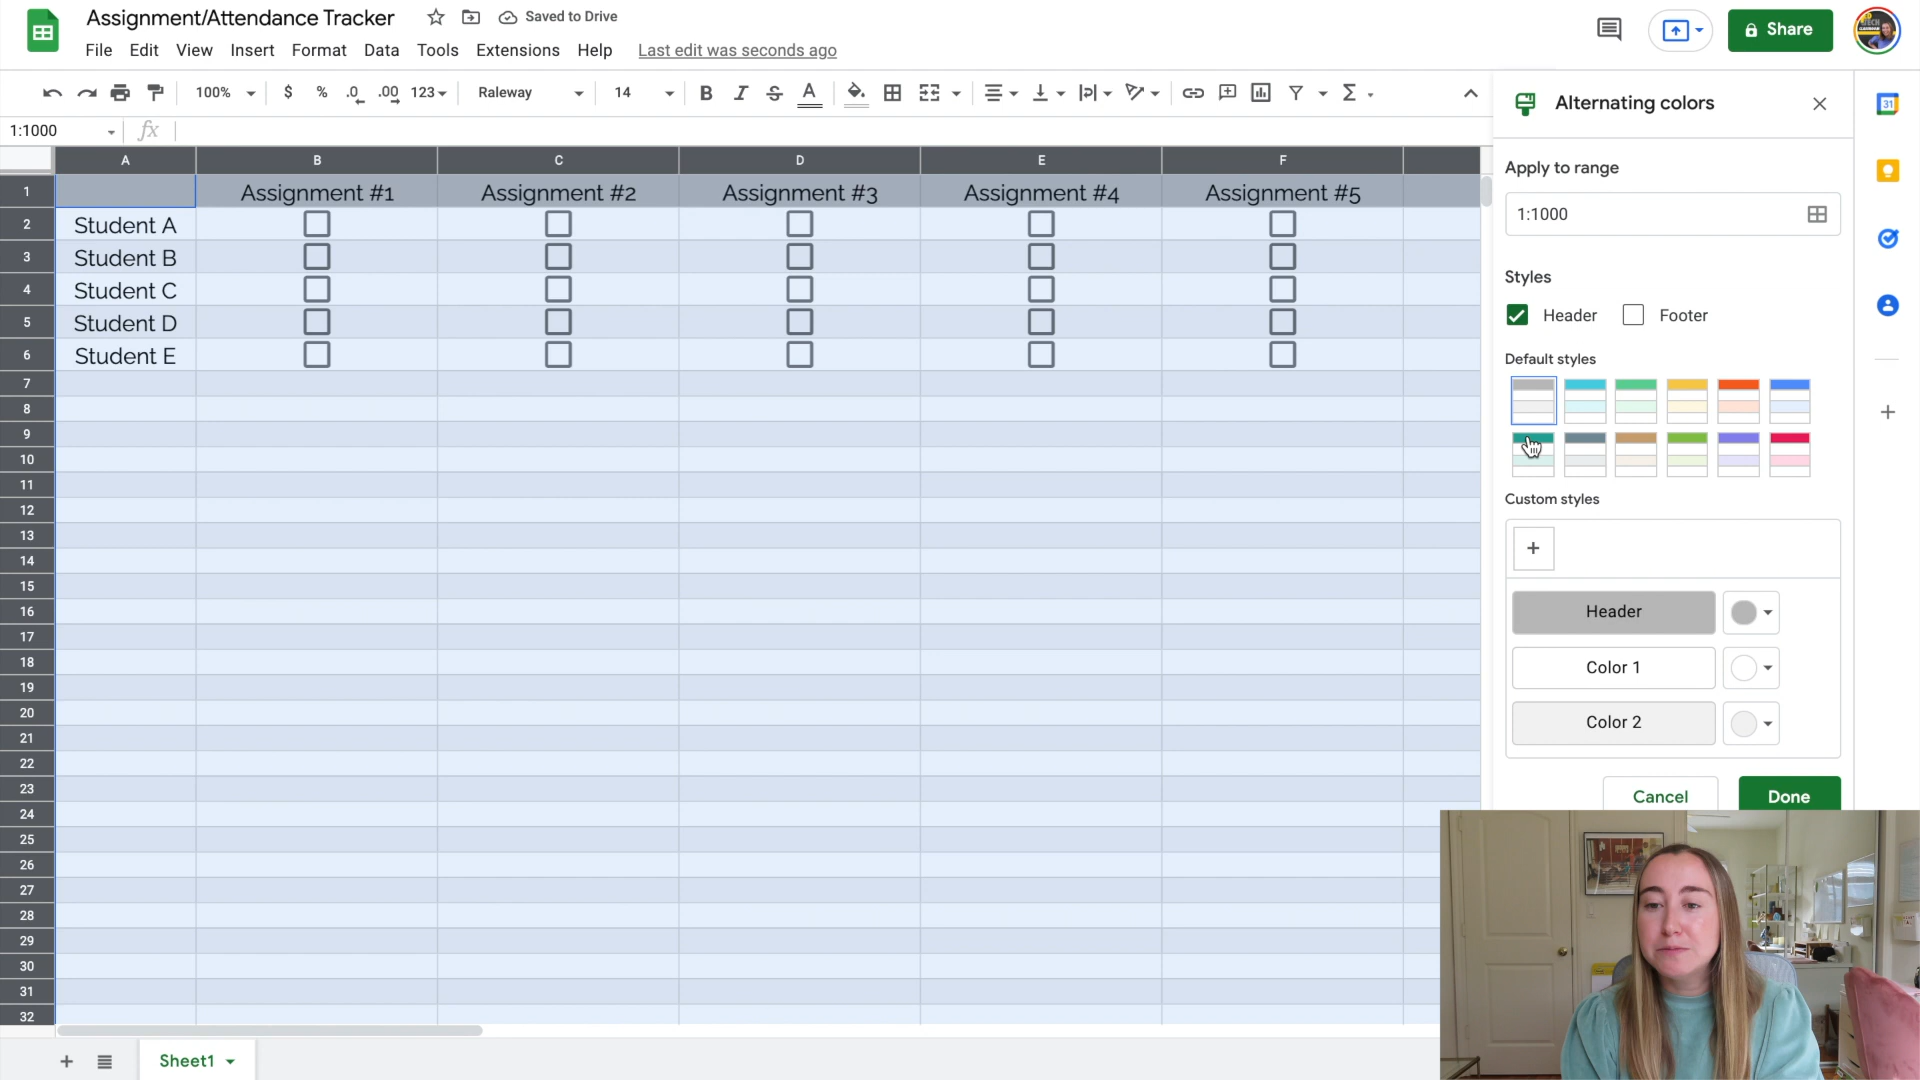 Assignment/Attendance Tracker Saved to Drive
File Edit View Insert Format Data Tools Extensions Help Last edit was seconds ago
Share
100% $ % .0 .00 123 Raleway 14 B I S A Σ
1:1000 fx
A B C D E F
1 Assignment #1 Assignment #2 Assignment #3 Assignment #4 Assignment #5
2 Student A
3 Student B
4 Student C
5 Student D
6 Student E
7
8
9
10
11
12
13
14
15
16
17
18
19
20
21
22
23
24
25
26
27
28
29
30
31
32
Sheet1
Alternating colors
Apply to range
1:1000
Styles
Header Footer
Default styles
Custom styles
Header
Color 1
Color 2
Cancel Done
31